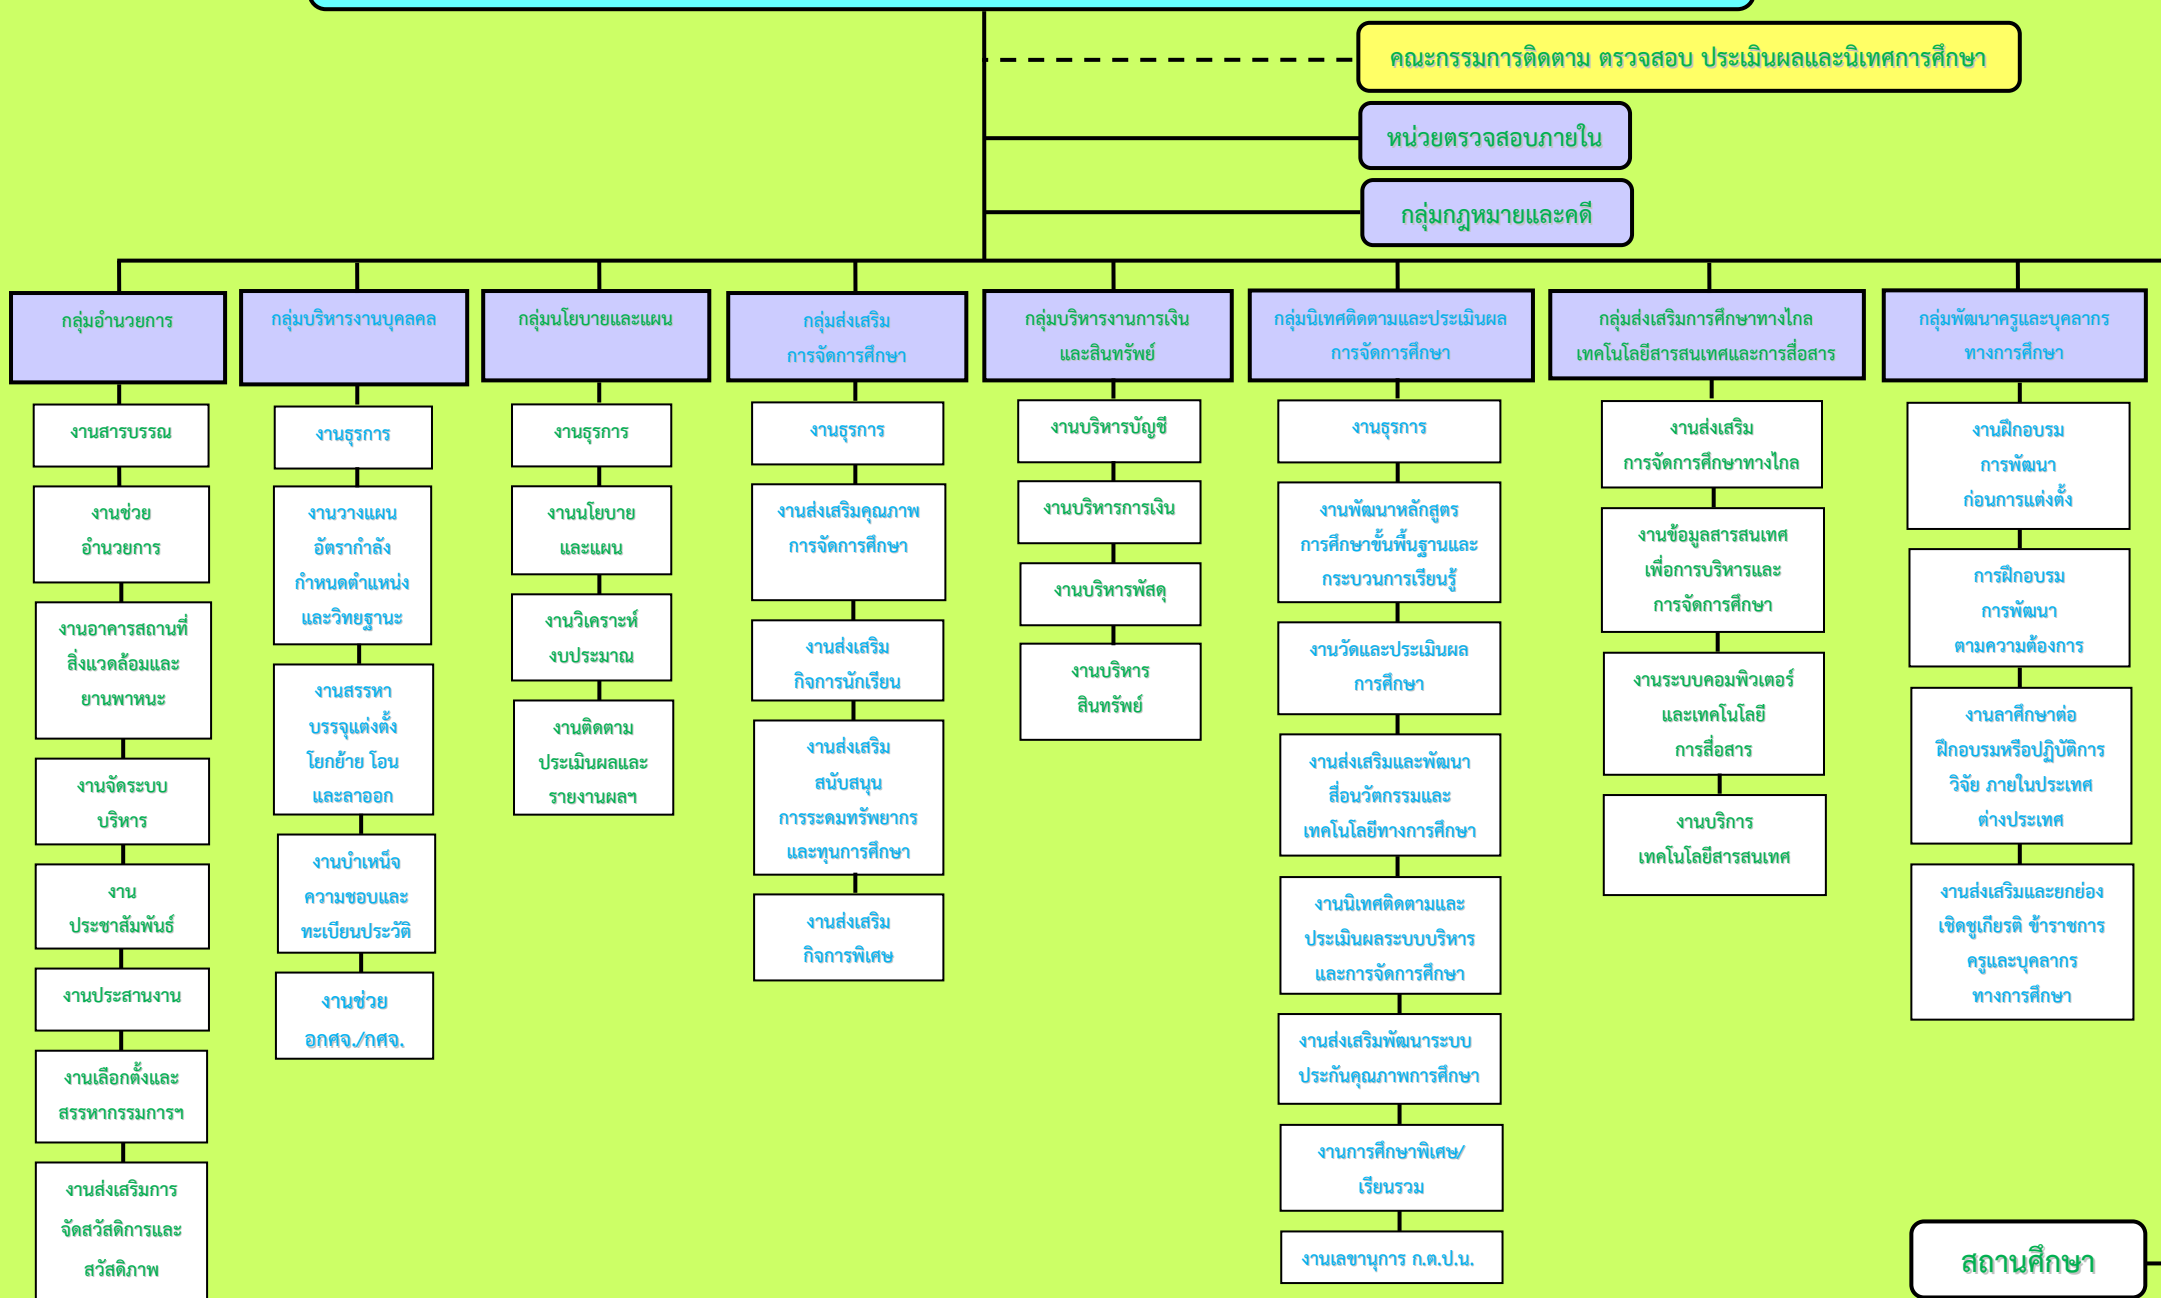 คณะกรรมการติดตาม ตรวจสอบ ประเมินผลและนิเทศการศึกษา
หน่วยตรวจสอบภายใน
กลุ่มกฎหมายและคดี
กลุ่มอำนวยการ
งานสารบรรณ
งานช่วย
อำนวยการ
งานอาคารสถานที่
สิ่งแวดล้อมและ
ยานพาหนะ
งานจัดระบบ
บริหาร
งาน
ประชาสัมพันธ์
งานประสานงาน
งานเลือกตั้งและ
สรรหากรรมการฯ
งานส่งเสริมการ
จัดสวัสดิการและ
สวัสดิภาพ
กลุ่มบริหารงานบุคลคล
งานธุรการ
งานวางแผน
อัตรากำลัง
กำหนดตำแหน่ง
และวิทยฐานะ
งานสรรหา
บรรจุแต่งตั้ง
โยกย้าย โอน
และลาออก
งานบำเหน็จ
ความชอบและ
ทะเบียนประวัติ
งานช่วย
อกศจ./กศจ.
กลุ่มนโยบายและแผน
งานธุรการ
งานนโยบาย
และแผน
งานวิเคราะห์
งบประมาณ
งานติดตาม
ประเมินผลและ
รายงานผลฯ
กลุ่มส่งเสริม
การจัดการศึกษา
งานธุรการ
งานส่งเสริมคุณภาพ
การจัดการศึกษา
งานส่งเสริม
กิจการนักเรียน
งานส่งเสริม
สนับสนุน
การระดมทรัพยากร
และทุนการศึกษา
งานส่งเสริม
กิจการพิเศษ
กลุ่มบริหารงานการเงิน
และสินทรัพย์
งานบริหารบัญชี
งานบริหารการเงิน
งานบริหารพัสดุ
งานบริหาร
สินทรัพย์
กลุ่มนิเทศติดตามและประเมินผล
การจัดการศึกษา
งานธุรการ
งานพัฒนาหลักสูตร
การศึกษาขั้นพื้นฐานและ
กระบวนการเรียนรู้
งานวัดและประเมินผล
การศึกษา
งานส่งเสริมและพัฒนา
สื่อนวัตกรรมและ
เทคโนโลยีทางการศึกษา
งานนิเทศติดตามและ
ประเมินผลระบบบริหาร
และการจัดการศึกษา
งานส่งเสริมพัฒนาระบบ
ประกันคุณภาพการศึกษา
งานการศึกษาพิเศษ/
เรียนรวม
งานเลขานุการ ก.ต.ป.น.
กลุ่มส่งเสริมการศึกษาทางไกล
เทคโนโลยีสารสนเทศและการสื่อสาร
งานส่งเสริม
การจัดการศึกษาทางไกล
งานข้อมูลสารสนเทศ
เพื่อการบริหารและ
การจัดการศึกษา
งานระบบคอมพิวเตอร์
และเทคโนโลยี
การสื่อสาร
งานบริการ
เทคโนโลยีสารสนเทศ
กลุ่มพัฒนาครูและบุคลากร
ทางการศึกษา
งานฝึกอบรม
การพัฒนา
ก่อนการแต่งตั้ง
การฝึกอบรม
การพัฒนา
ตามความต้องการ
งานลาศึกษาต่อ
ฝึกอบรมหรือปฏิบัติการ
วิจัย ภายในประเทศ
ต่างประเทศ
งานส่งเสริมและยกย่อง
เชิดชูเกียรติ ข้าราชการ
ครูและบุคลากร
ทางการศึกษา
สถานศึกษา